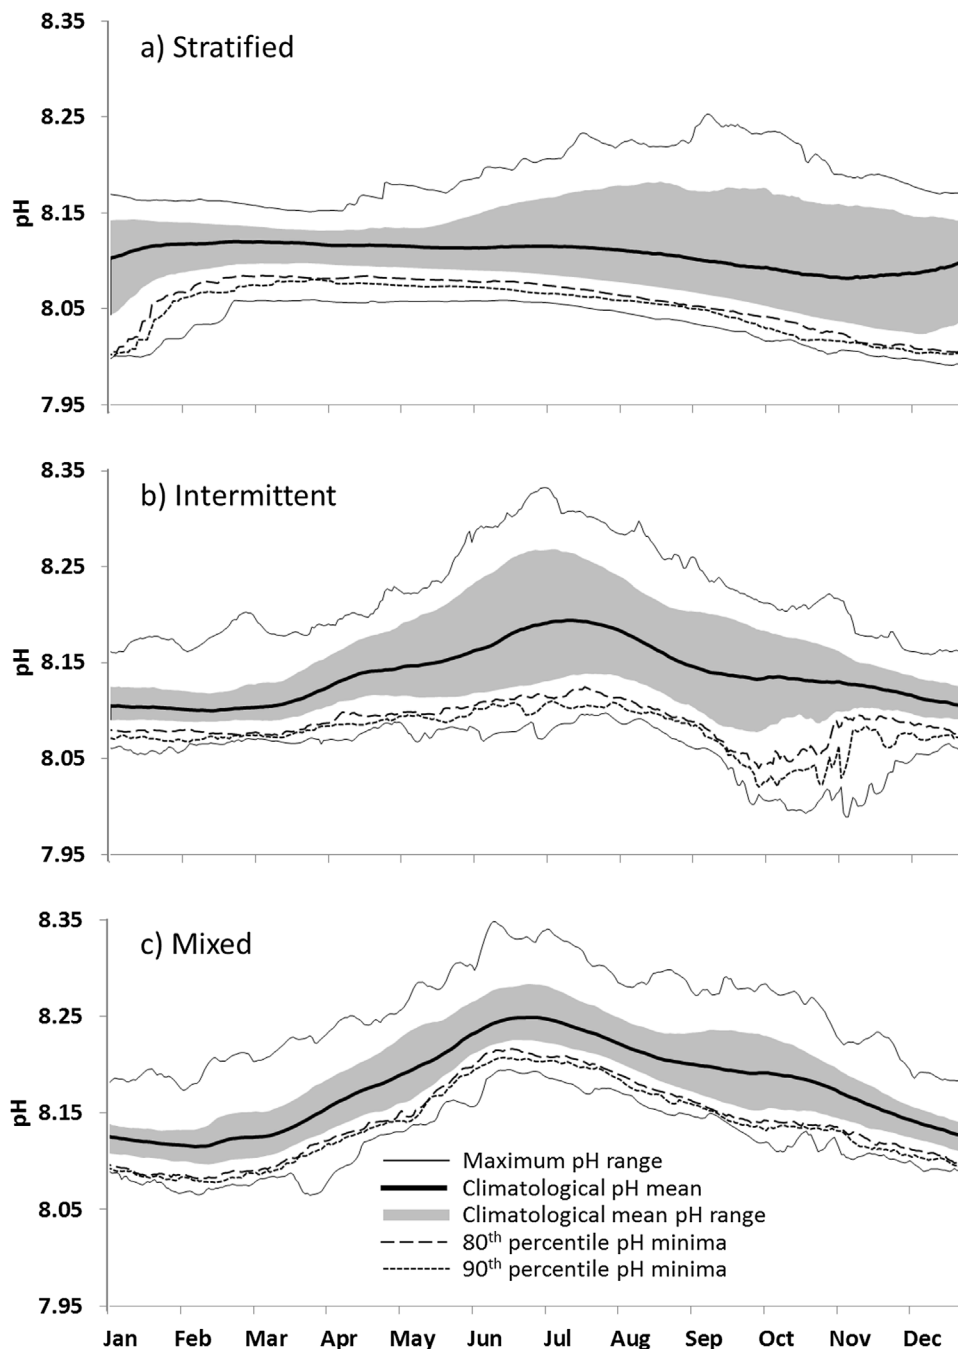 8.35
a) Stratified
8.25
8.15
pH
8.05
7.95
8.35
b) Intermittent
8.25
8.15
pH
8.05
7.95
8.35
c) Mixed
8.25
8.15
pH
Maximum pH range
Climatological pH mean
8.05
Climatological mean pH range
80th percentile pH minima
90th percentile pH minima
7.95
Jan Feb Mar Apr May Jun Jul Aug Sep Oct Nov Dec